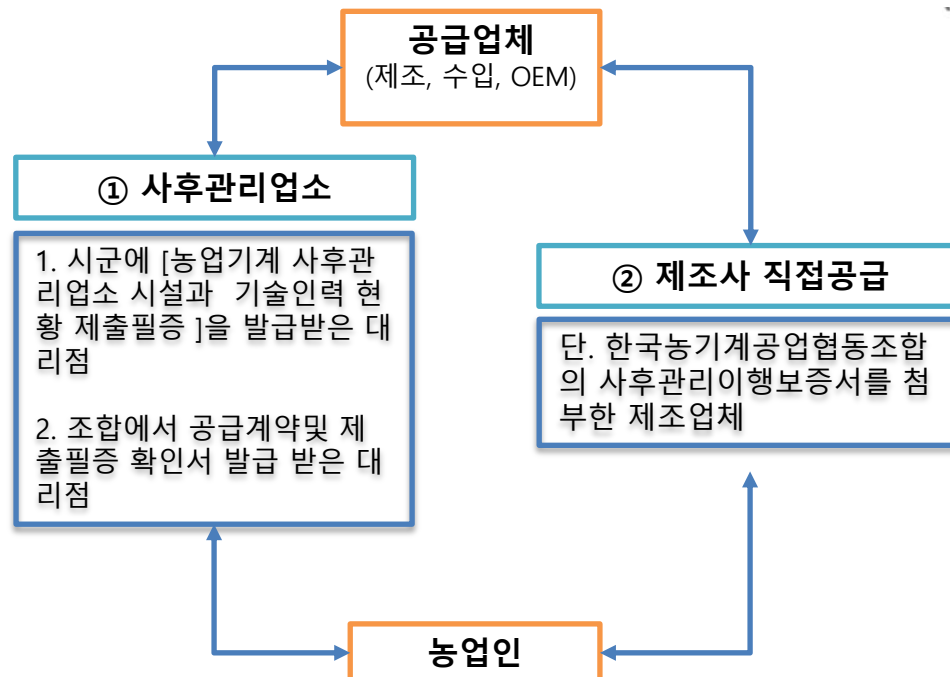 공급업체
(제조, 수입, OEM)
① 사후관리업소
1. 시군에 [농업기계 사후관
리업소 시설과 기술인력 현
황 제출필증 ]을 발급받은 대
리점
2. 조합에서 공급계약및 제
출필증 확인서 발급 받은 대
리점
② 제조사 직접공급
단. 한국농기계공업협동조합
의 사후관리이행보증서를 첨
부한 제조업체
농업인